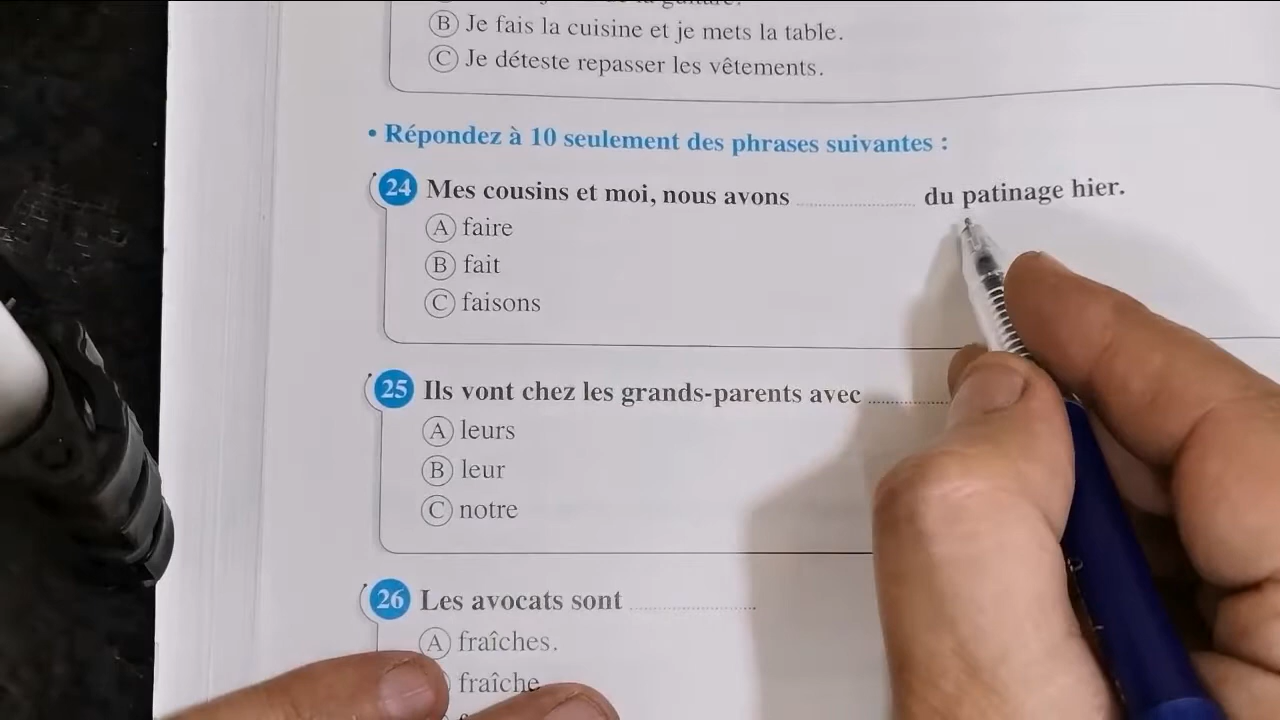 B Je fais la cuisine et je mets la table.
C Je déteste repasser les vêtements.
• Répondez à 10 seulement des phrases suivantes :
24 Mes cousins et moi, nous avons .................... du patinage hier.
A faire
B fait
C faisons
25 Ils vont chez les grands-parents avec ..............
A leurs
B leur
C notre
26 Les avocats sont ......................
A fraîches.
fraîche